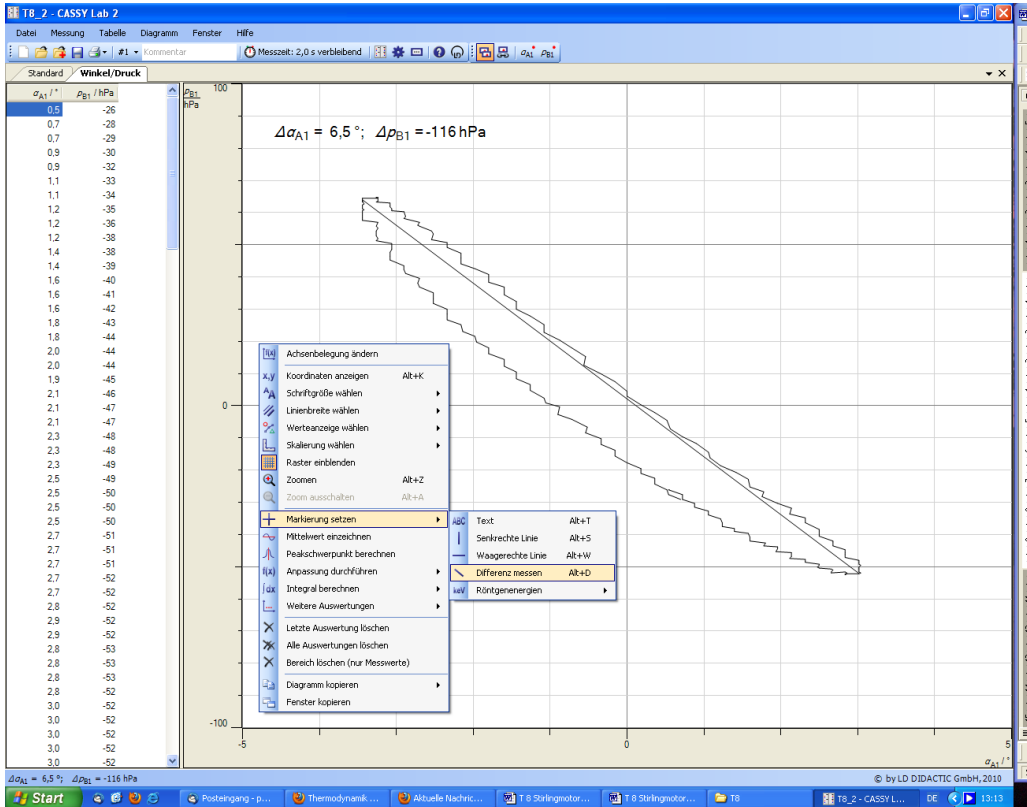 T8_2 - CASSY Lab 2
Datei Messung Tabelle Diagramm Fenster Hilfe
#1 Kommentar Messzeit: 2,0 s verbleibend αA1 pB1
Standard Winkel/Druck
αA1 / ° pB1 / hPa
0,5 -26
0,7 -28
0,7 -29
0,9 -30
0,9 -32
1,1 -33
1,1 -34
1,2 -35
1,2 -36
1,2 -38
1,4 -38
1,4 -39
1,6 -40
1,6 -41
1,6 -42
1,8 -43
1,8 -44
2,0 -44
2,0 -44
1,9 -45
2,1 -46
2,1 -47
2,1 -47
2,3 -48
2,3 -48
2,3 -49
2,5 -49
2,5 -50
2,5 -50
2,5 -50
2,7 -51
2,7 -51
2,7 -51
2,7 -52
2,7 -52
2,8 -52
2,9 -52
2,9 -52
2,8 -53
2,8 -53
2,8 -53
2,8 -52
3,0 -52
3,0 -52
3,0 -52
3,0 -52
3,0 -52
pB1
hPa
100
ΔαA1 = 6,5 °; ΔpB1 = -116 hPa
0
-100
-5 0 5
αA1 / °
Achsenbelegung ändern
x,y Koordinaten anzeigen Alt+K
Schriftgröße wählen
Linienbreite wählen
Werteanzeige wählen
Skalierung wählen
Raster einblenden
Zoomen Alt+Z
Zoom ausschalten Alt+A
Markierung setzen
Mittelwert einzeichnen
Peakschwerpunkt berechnen
f(x) Anpassung durchführen
∫dx Integral berechnen
Weitere Auswertungen
Letzte Auswertung löschen
Alle Auswertungen löschen
Bereich löschen (nur Messwerte)
Diagramm kopieren
Fenster kopieren
ABC Text Alt+T
Senkrechte Linie Alt+S
Waagerechte Linie Alt+W
Differenz messen Alt+D
keV Röntgenenergien
ΔαA1 = 6,5 °; ΔpB1 = -116 hPa
© by LD DIDACTIC GmbH, 2010
Start Posteingang - p... Thermodynamik ... Aktuelle Nachric... T 8 Stirlingmotor... T 8 Stirlingmotor... T8 T8_2 - CASSY L... DE 13:13